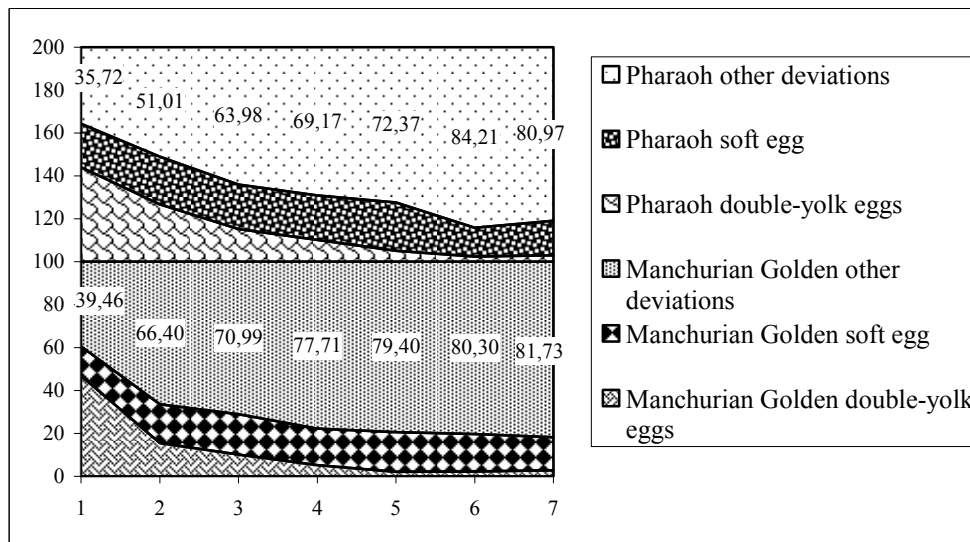 200
180
160
140
120
100
80
60
40
20
0
35,72
51,01
63,98
69,17
72,37
84,21
80,97
39,46
66,40
70,99
77,71
79,40
80,30
81,73
1 2 3 4 5 6 7
Pharaoh other deviations
Pharaoh soft egg
Pharaoh double-yolk eggs
Manchurian Golden other
deviations
Manchurian Golden soft egg
Manchurian Golden double-yolk
eggs